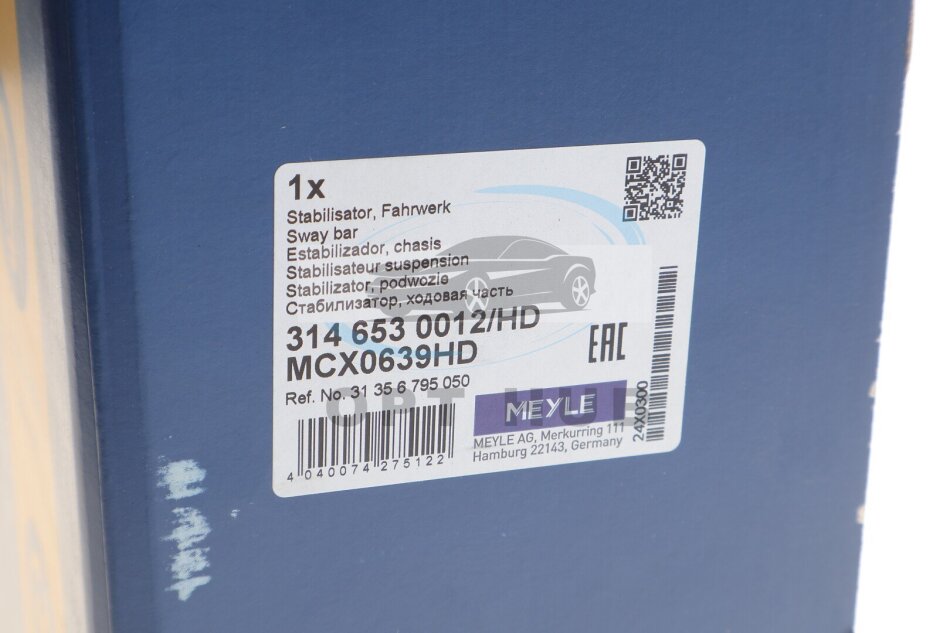 1x
Stabilisator, Fahrwerk
Sway bar
Estabilizador, chasis
Stabilisateur suspension
Stabilizator, podwozie
Стабилизатор, ходовая часть
314 653 0012/HD
MCX0639HD
Ref. No. 31 35 6 795 050
EAC
OPT HUB
MEYLE
MEYLE AG, Merkurring 111
Hamburg 22143, Germany
4 040074 275122
24X0300